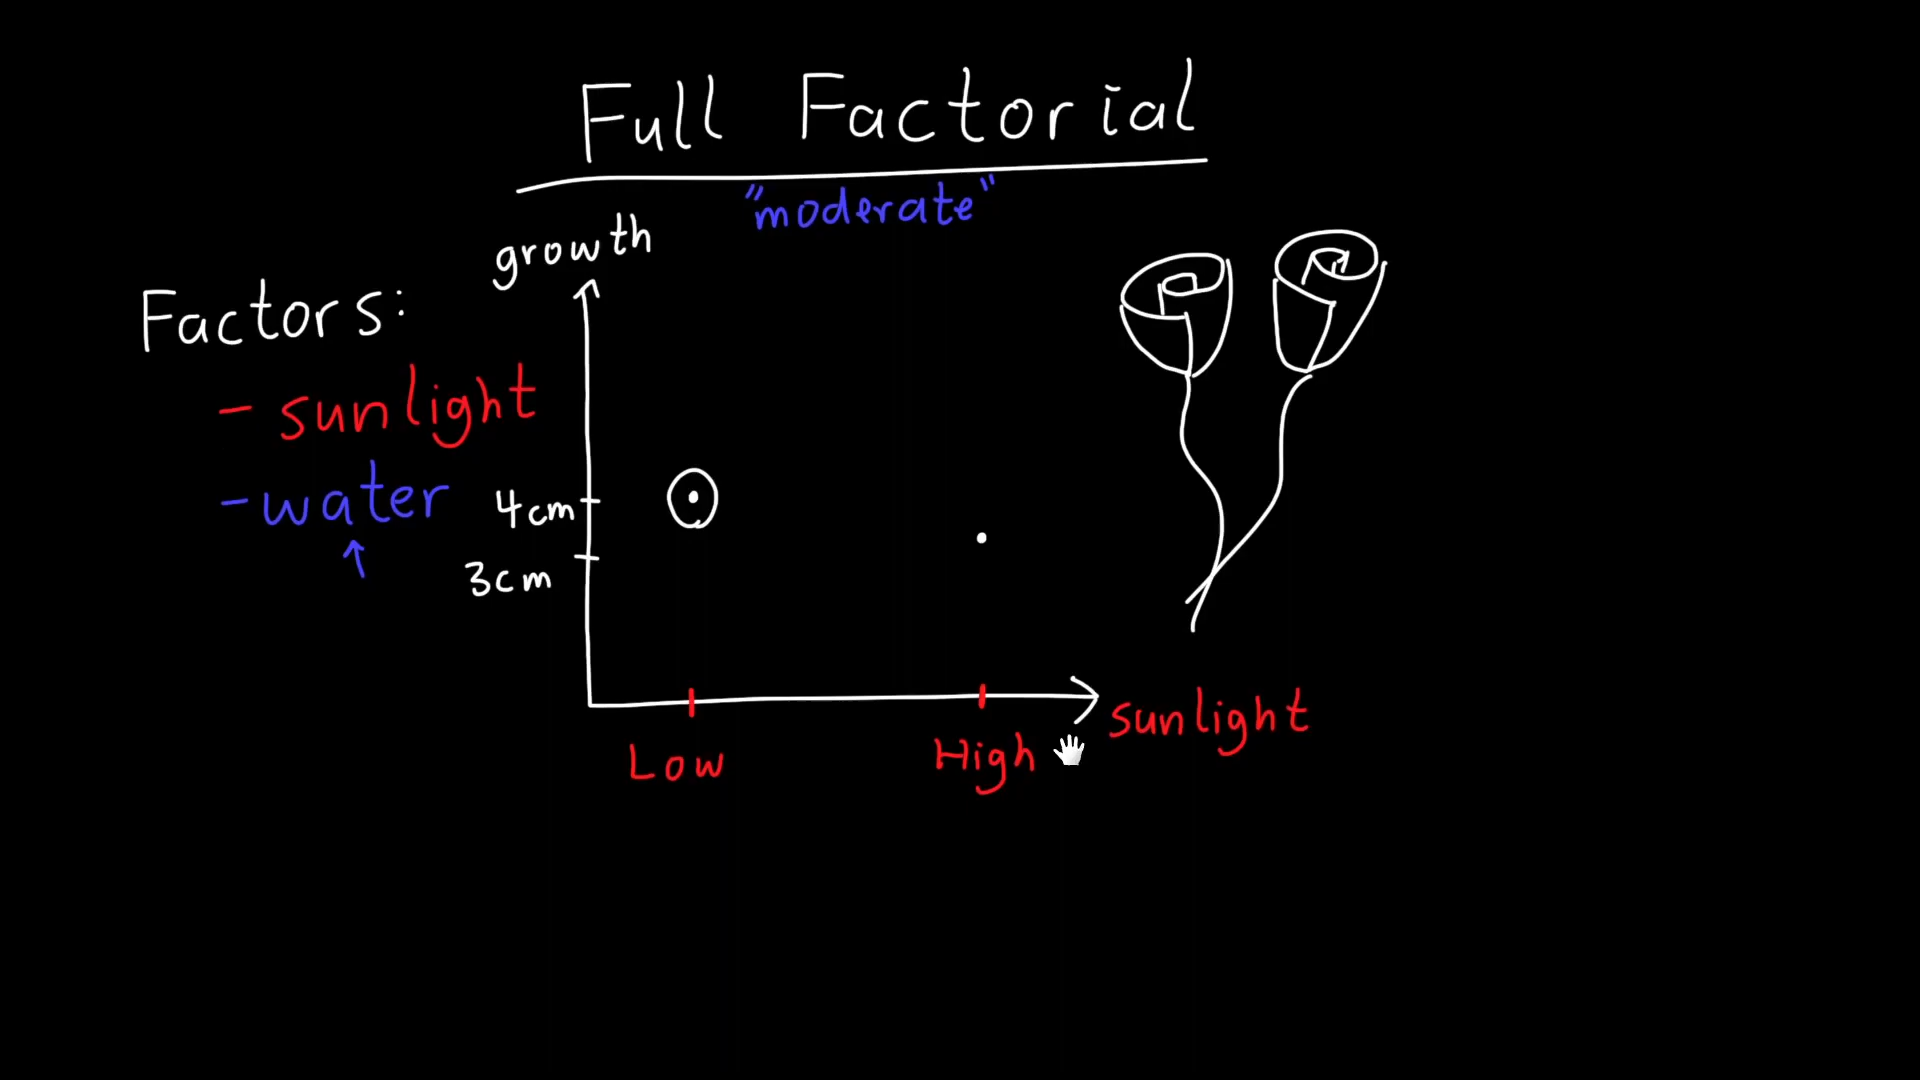 Full Factorial
"moderate"
growth
Factors:
- sunlight
- water
4cm
3cm
Low
High
sunlight